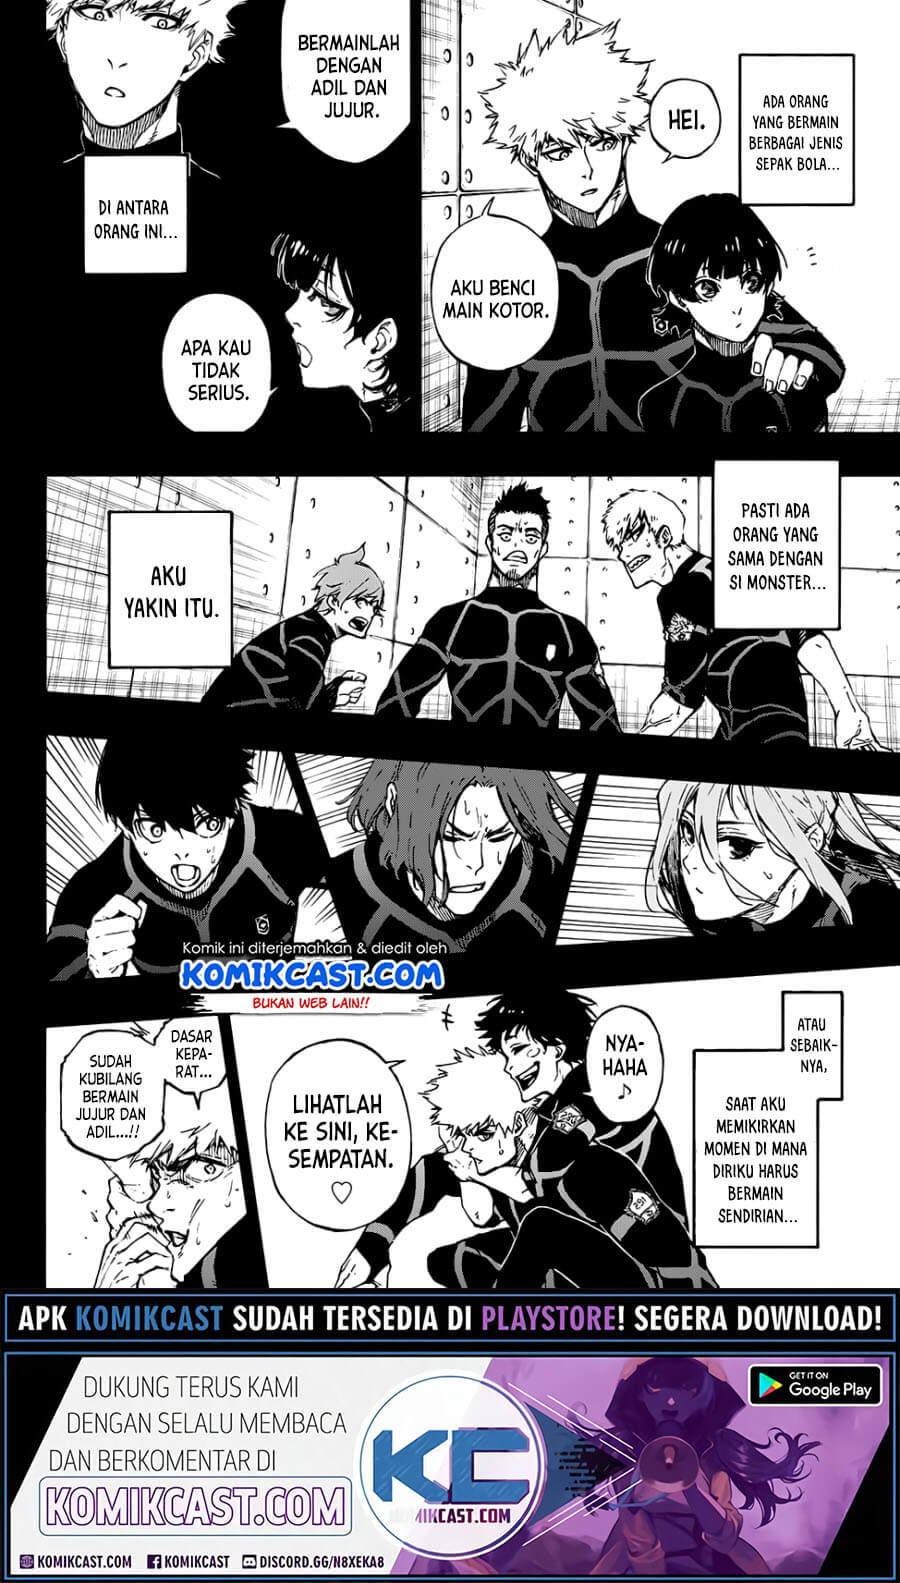 ADA ORANG
YANG BERMAIN
BERBAGAI JENIS
SEPAK BOLA...
HEI.
AKU BENCI
MAIN KOTOR.
BERMAINLAH
DENGAN
ADIL DAN
JUJUR.
DI ANTARA
ORANG INI...
APA KAU
TIDAK
SERIUS.
PASTI ADA
ORANG YANG
SAMA DENGAN
SI MONSTER...
AKU
YAKIN ITU.
Komik ini diterjemahkan & diedit oleh
KOMIKCAST.COM
BUKAN WEB LAIN!!
ATAU
SEBAIK-
NYA,
SAAT AKU
MEMIKIRKAN
MOMEN DI MANA
DIRIKU HARUS
BERMAIN
SENDIRIAN...
NYA-
HAHA
♪
291
LIHATLAH
KE SINI, KE-
SEMPATAN.
♡
DASAR
KEPA-
RAT...
SUDAH
KUBILANG
BERMAIN
JUJUR DAN
ADIL....!!
APK KOMIKCAST SUDAH TERSEDIA DI PLAYSTORE! SEGERA DOWNLOAD!
DUKUNG TERUS KAMI
DENGAN SELALU MEMBACA
DAN BERKOMENTAR DI
KOMIKCAST.COM
KOMIKCAST.COM
KOMIKCAST
DISCORD.GG/N8XEKA8
KC
KOMIKCAST.COM
GET IT ON
Google Play